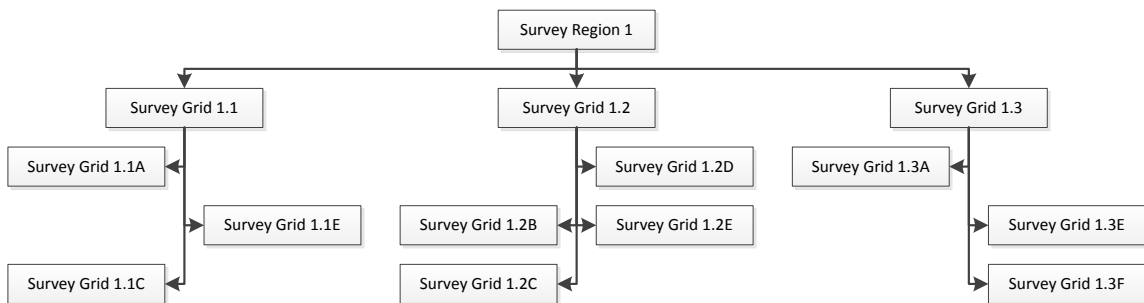 Survey Region 1
Survey Grid 1.1
Survey Grid 1.2
Survey Grid 1.3
Survey Grid 1.1A
Survey Grid 1.2D
Survey Grid 1.3A
Survey Grid 1.1E
Survey Grid 1.2B
Survey Grid 1.2E
Survey Grid 1.3E
Survey Grid 1.1C
Survey Grid 1.2C
Survey Grid 1.3F